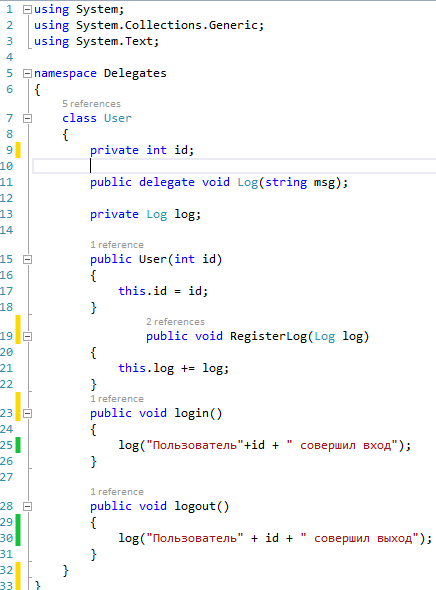 1 using System;
2 using System.Collections.Generic;
3 using System.Text;
4
5 namespace Delegates
6 {
5 references
7 class User
8 {
9 private int id;
10
11 public delegate void Log(string msg);
12
13 private Log log;
14
1 reference
15 public User(int id)
16 {
17 this.id = id;
18 }
2 references
19 public void RegisterLog(Log log)
20 {
21 this.log += log;
22 }
1 reference
23 public void login()
24 {
25 log("Пользователь"+id + " совершил вход");
26 }
27
1 reference
28 public void logout()
29 {
30 log("Пользователь" + id + " совершил выход");
31 }
32 }
33 }